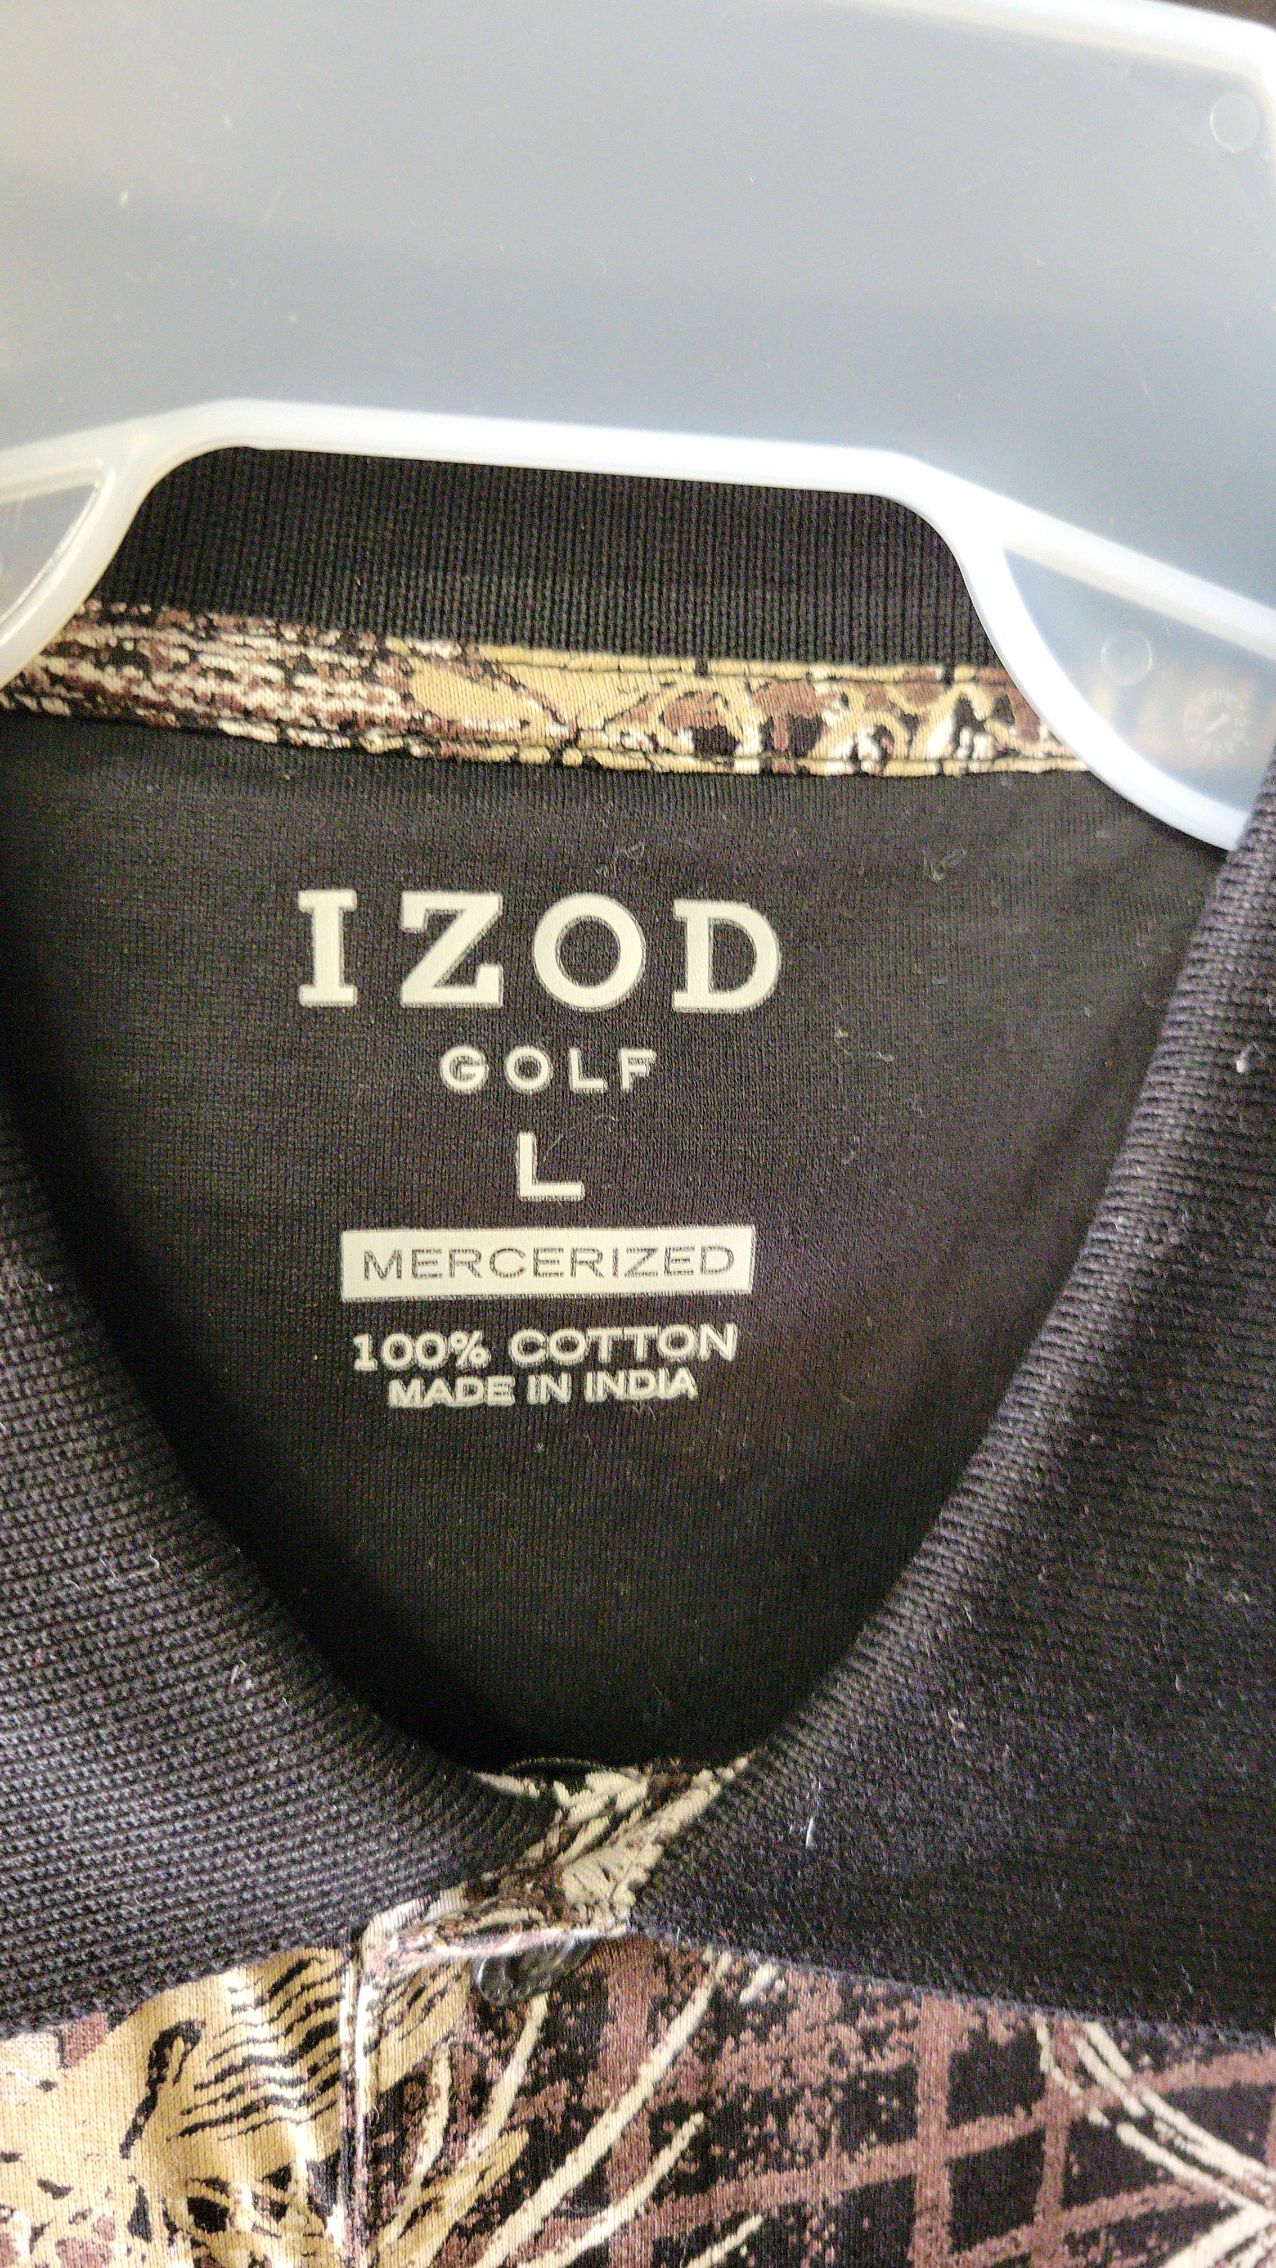 IZOD
GOLF
L
MERCERIZED
100% COTTON
MADE IN INDIA